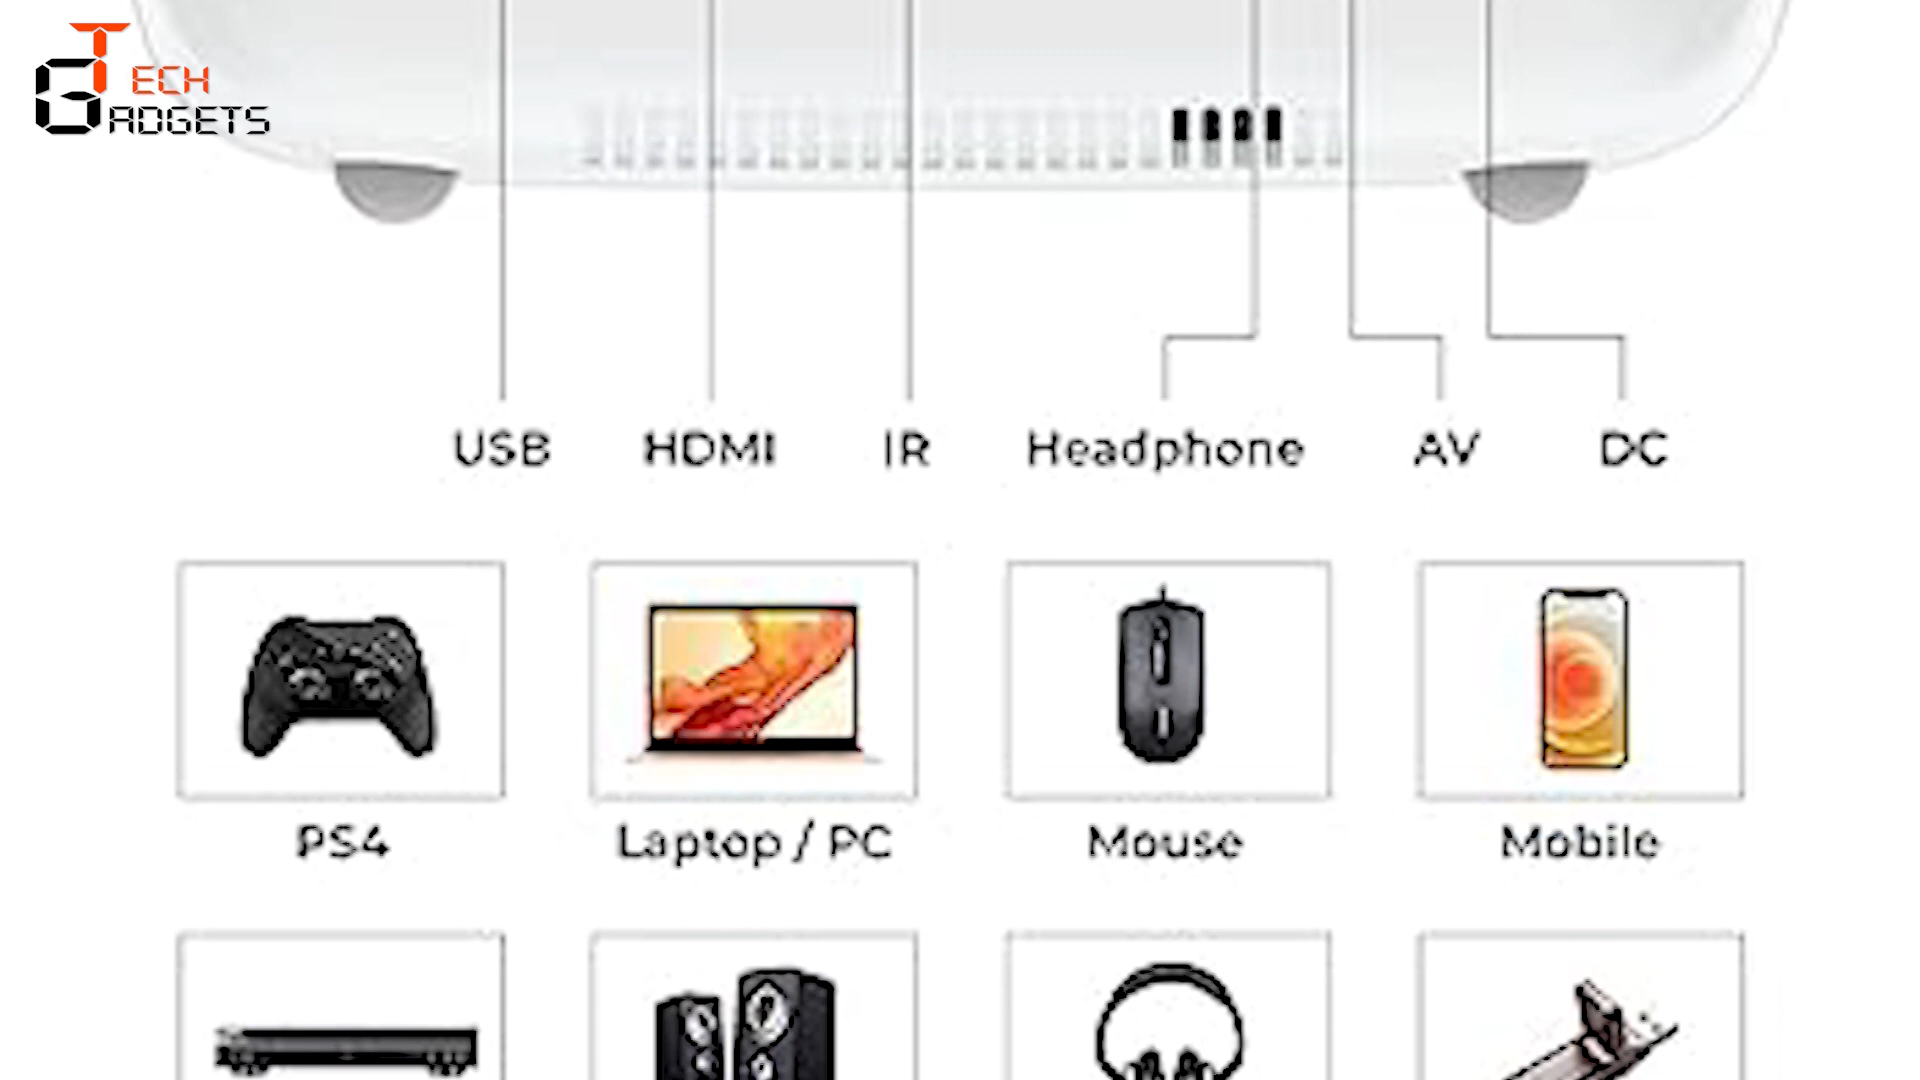 TECH
GADGETS
USB HDMI IR Headphone AV DC
PS4 Laptop / PC Mouse Mobile